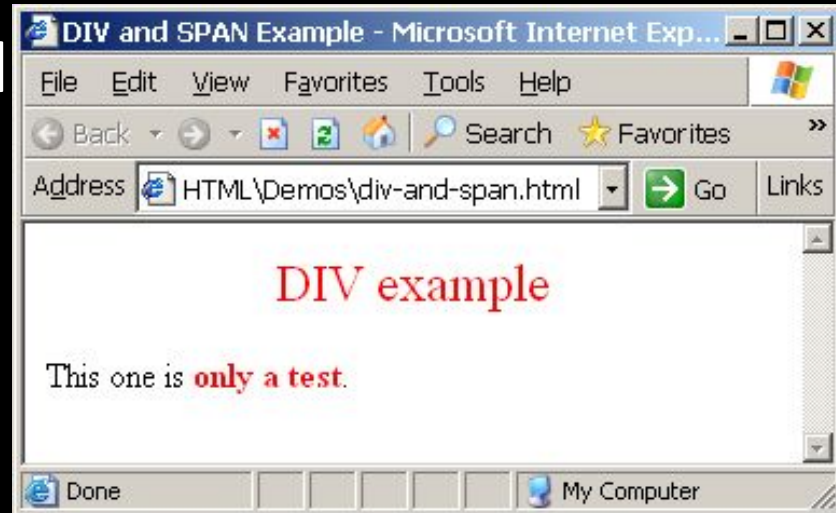 DIV and SPAN Example - Microsoft Internet Exp...
File Edit View Favorites Tools Help
Back Search Favorites »
Address HTML\Demos\div-and-span.html Go Links
DIV example
This one is only a test.
Done My Computer